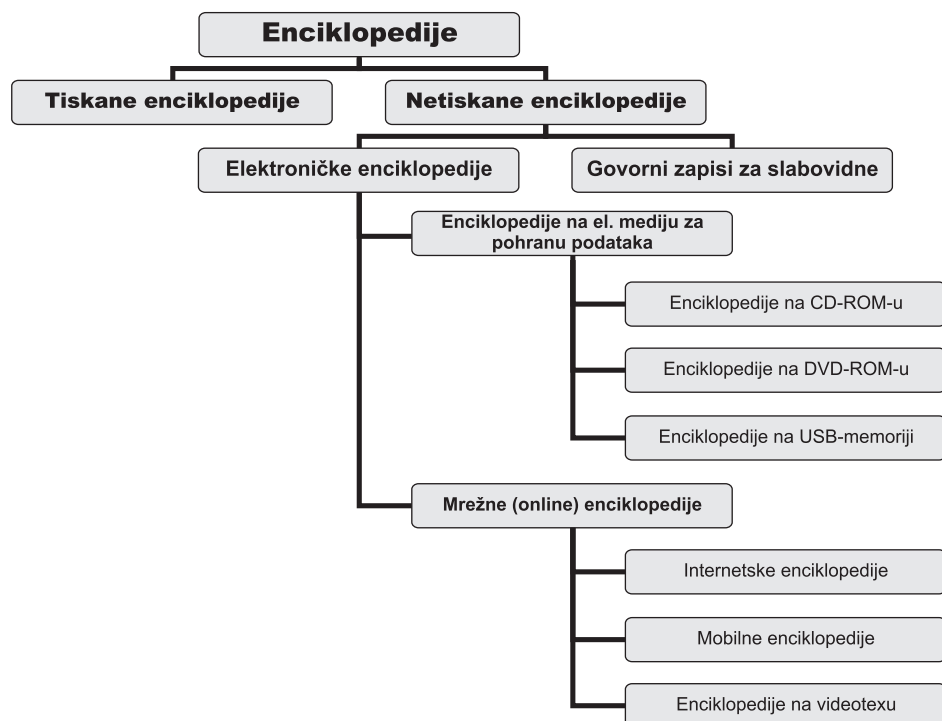 Enciklopedije
Tiskane enciklopedije
Netiskane enciklopedije
Elektroničke enciklopedije
Govorni zapisi za slabovidne
Enciklopedije na el. mediju za
pohranu podataka
Enciklopedije na CD-ROM-u
Enciklopedije na DVD-ROM-u
Enciklopedije na USB-memoriji
Mrežne (online) enciklopedije
Internetske enciklopedije
Mobilne enciklopedije
Enciklopedije na videotexu